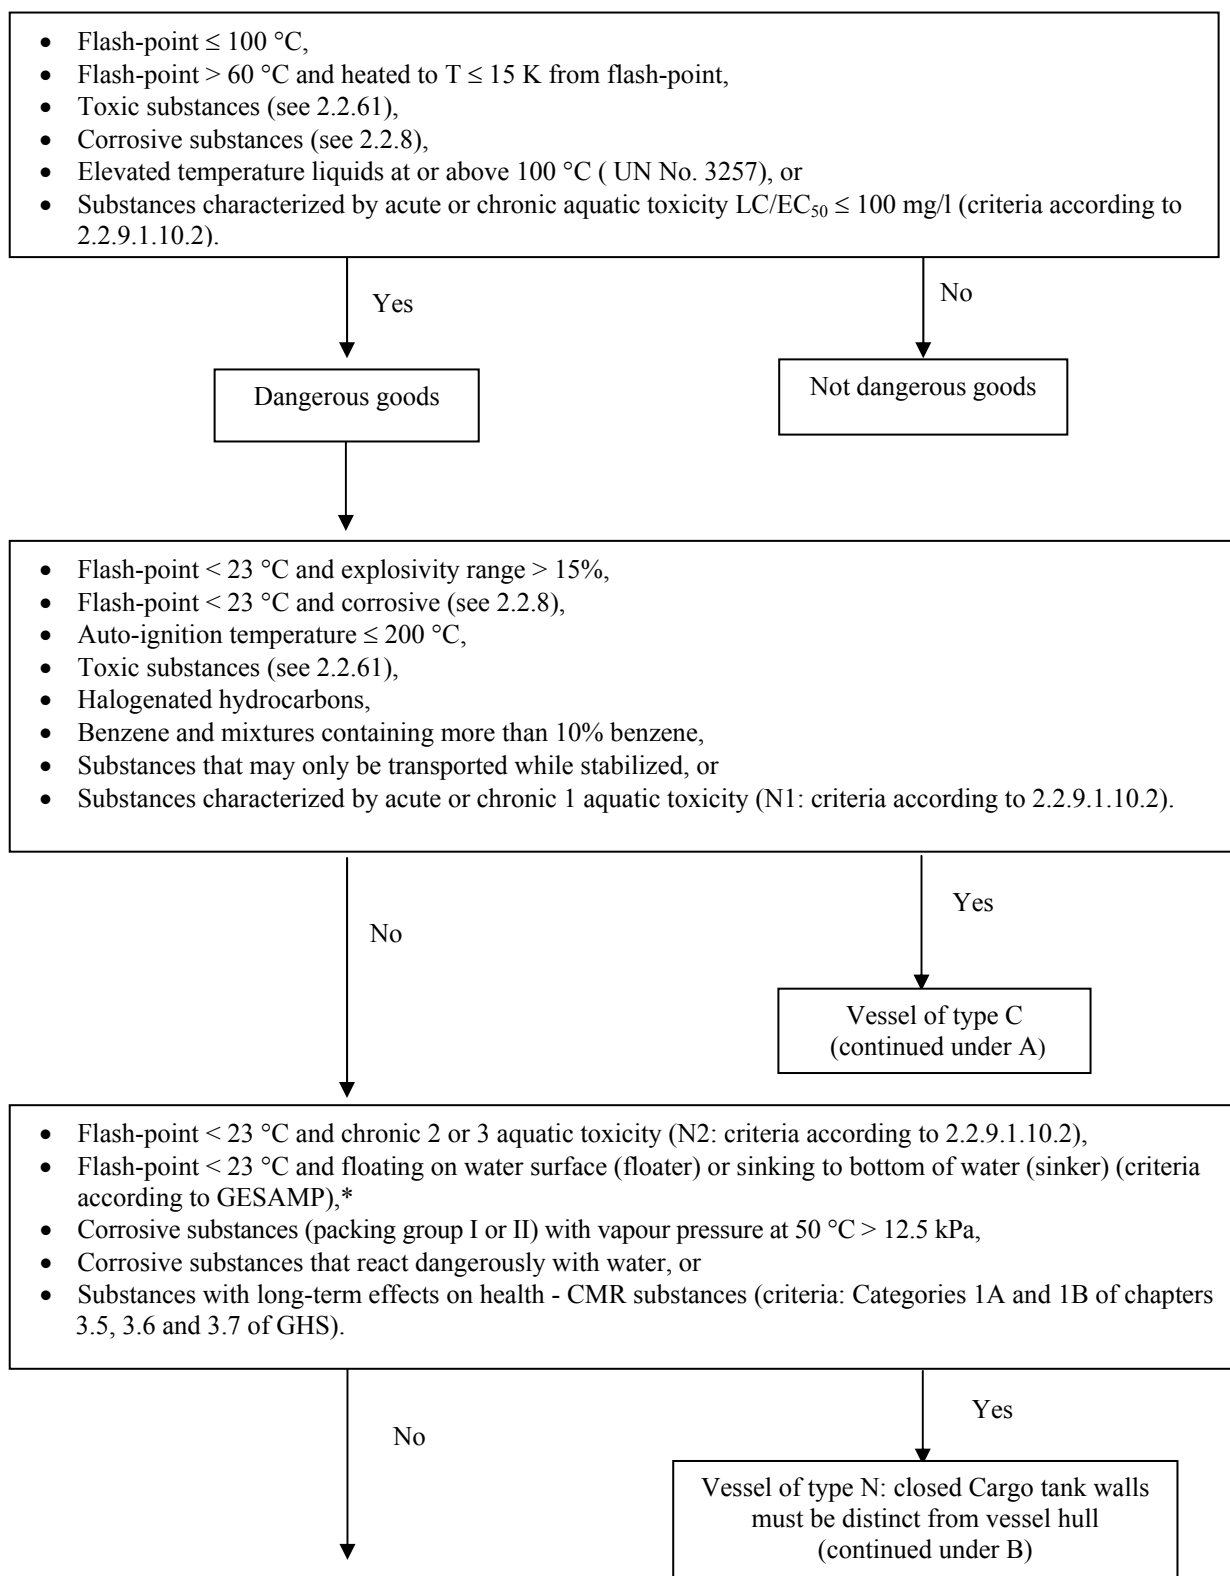 • Flash-point ≤ 100 °C,
• Flash-point > 60 °C and heated to T ≤ 15 K from flash-point,
• Toxic substances (see 2.2.61),
• Corrosive substances (see 2.2.8),
• Elevated temperature liquids at or above 100 °C ( UN No. 3257), or
• Substances characterized by acute or chronic aquatic toxicity LC/EC₅₀ ≤ 100 mg/l (criteria according to
2.2.9.1.10.2).
Yes
No
Dangerous goods
Not dangerous goods
• Flash-point < 23 °C and explosivity range > 15%,
• Flash-point < 23 °C and corrosive (see 2.2.8),
• Auto-ignition temperature ≤ 200 °C,
• Toxic substances (see 2.2.61),
• Halogenated hydrocarbons,
• Benzene and mixtures containing more than 10% benzene,
• Substances that may only be transported while stabilized, or
• Substances characterized by acute or chronic 1 aquatic toxicity (N1: criteria according to 2.2.9.1.10.2).
No
Yes
Vessel of type C
(continued under A)
• Flash-point < 23 °C and chronic 2 or 3 aquatic toxicity (N2: criteria according to 2.2.9.1.10.2),
• Flash-point < 23 °C and floating on water surface (floater) or sinking to bottom of water (sinker) (criteria
according to GESAMP),*
• Corrosive substances (packing group I or II) with vapour pressure at 50 °C > 12.5 kPa,
• Corrosive substances that react dangerously with water, or
• Substances with long-term effects on health - CMR substances (criteria: Categories 1A and 1B of chapters
3.5, 3.6 and 3.7 of GHS).
No
Yes
Vessel of type N: closed Cargo tank walls
must be distinct from vessel hull
(continued under B)